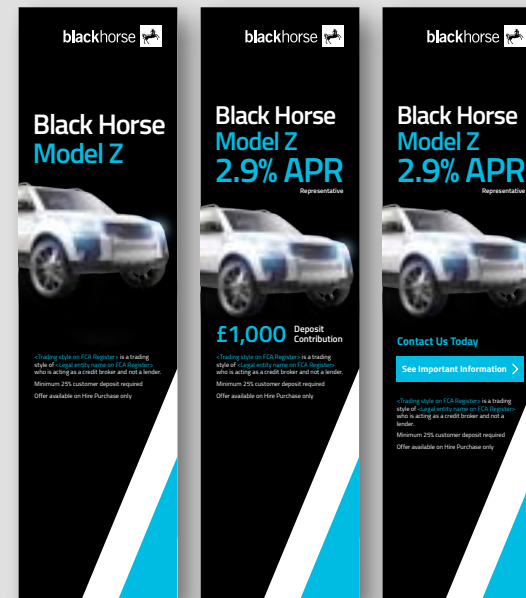 blackhorse
Black Horse
Model Z
<Trading style on FCA Register> is a trading
style of <Legal entity name on FCA Register>
who is acting as a credit broker and not a lender.
Minimum 25% customer deposit required
Offer available on Hire Purchase only
blackhorse
Black Horse
Model Z
2.9% APR
Representative
£1,000 Deposit
Contribution
<Trading style on FCA Register> is a trading
style of <Legal entity name on FCA Register>
who is acting as a credit broker and not a lender.
Minimum 25% customer deposit required
Offer available on Hire Purchase only
blackhorse
Black Horse
Model Z
2.9% APR
Representative
Contact Us Today
See Important Information >
<Trading style on FCA Register> is a trading
style of <Legal entity name on FCA Register>
who is acting as a credit broker and not a
lender.
Minimum 25% customer deposit required
Offer available on Hire Purchase only